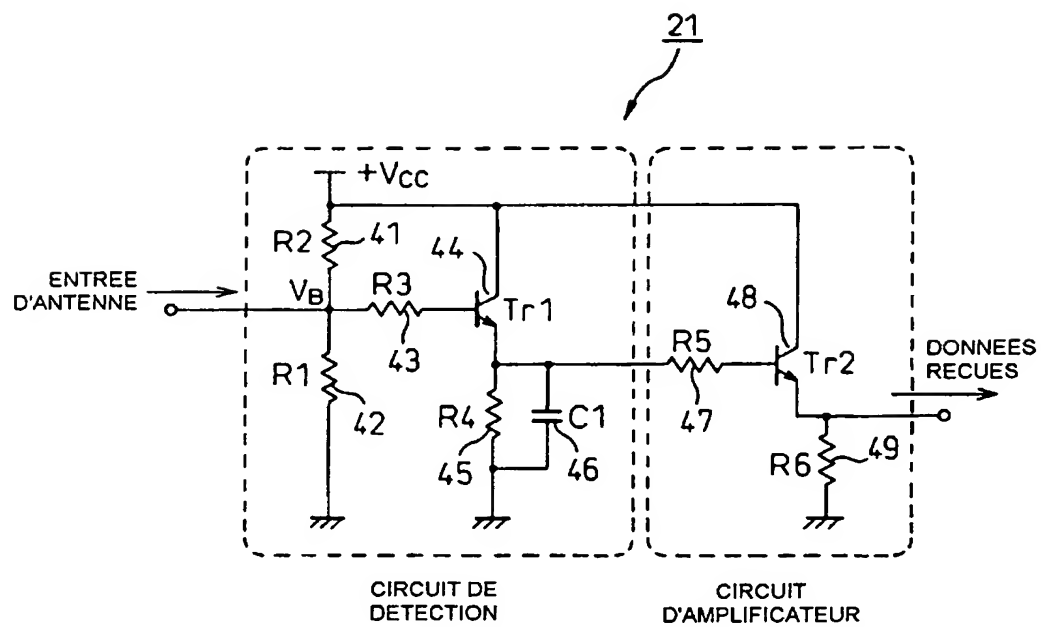 21
+VCC
R2
41
44
ENTREE
D'ANTENNE
VB
R3
43
Tr1
48
R5
47
Tr2
DONNEES
RECUES
R1
42
R4
45
C1
46
R6
49
CIRCUIT DE
DETECTION
CIRCUIT
D'AMPLIFICATEUR